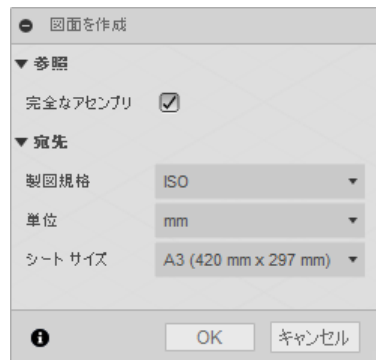 図面を作成
参照
完全なアセンブリ
宛先
製図規格 ISO
単位 mm
シート サイズ A3 (420 mm x 297 mm)
OK キャンセル